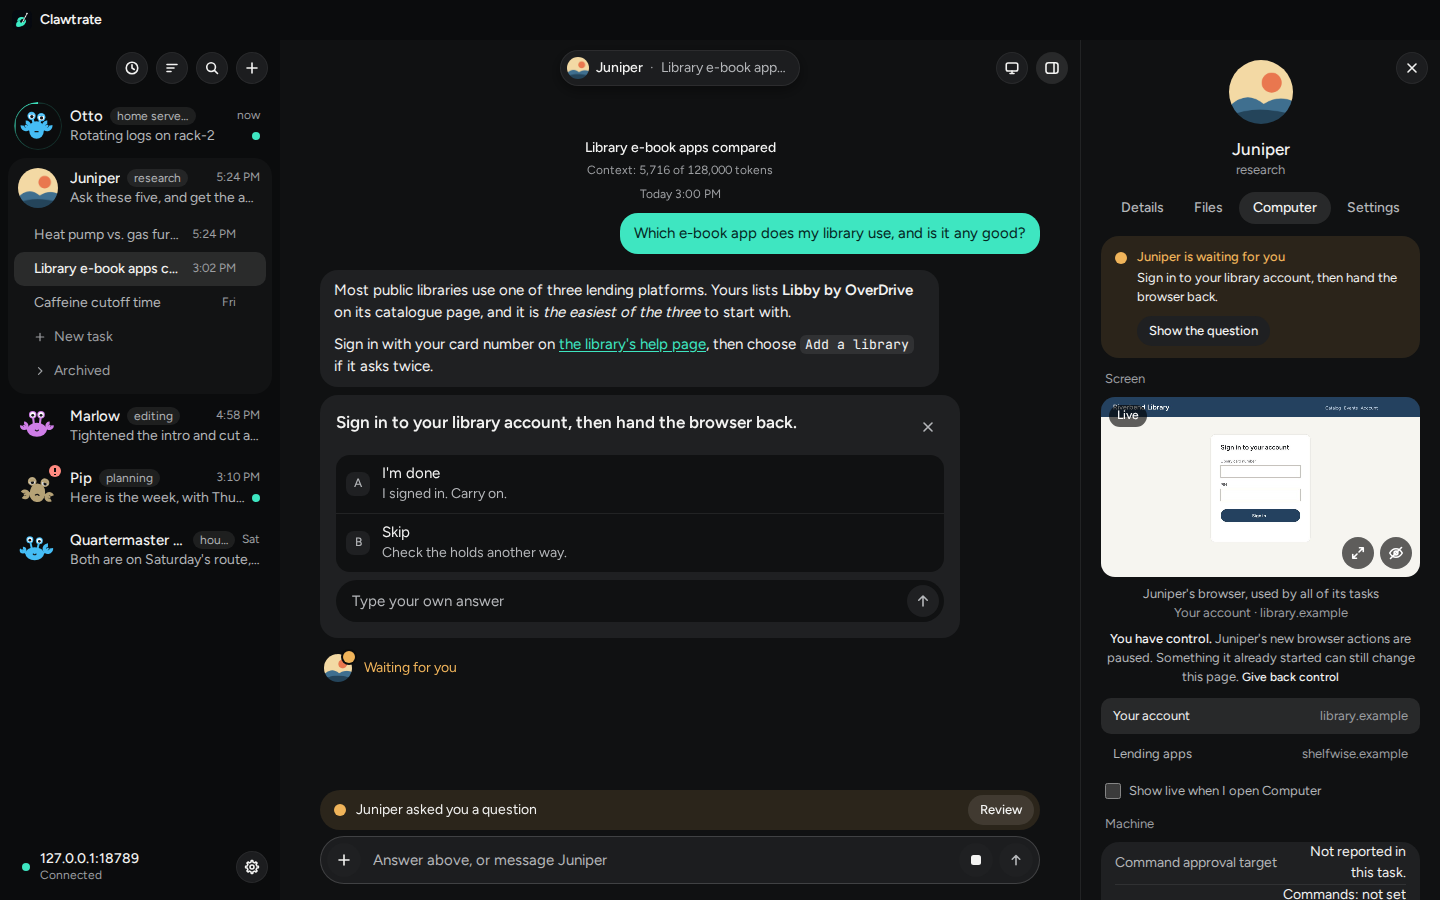 Clawtrate
Otto
home serve...
now
Rotating logs on rack-2
Juniper
research
5:24 PM
Ask these five, and get the a...
Heat pump vs. gas fur...
5:24 PM
Library e-book apps c...
3:02 PM
Caffeine cutoff time
Fri
New task
Archived
Marlow
editing
4:58 PM
Tightened the intro and cut a...
Pip
planning
3:10 PM
Here is the week, with Thu...
Quartermaster ...
hou...
Sat
Both are on Saturday's route,...
127.0.0.1:18789
Connected
Juniper · Library e-book app...
Library e-book apps compared
Context: 5,716 of 128,000 tokens
Today 3:00 PM
Which e-book app does my library use, and is it any good?
Most public libraries use one of three lending platforms. Yours lists Libby by OverDrive
on its catalogue page, and it is the easiest of the three to start with.
Sign in with your card number on the library's help page, then choose Add a library
if it asks twice.
Sign in to your library account, then hand the browser back.
A
I'm done
I signed in. Carry on.
B
Skip
Check the holds another way.
Type your own answer
Waiting for you
Juniper asked you a question
Review
Answer above, or message Juniper
Juniper
research
Details
Files
Computer
Settings
Juniper is waiting for you
Sign in to your library account, then hand the
browser back.
Show the question
Screen
Library
Catalog Events Account
Live
Sign in to your account
Library card number
PIN
Sign in
Juniper's browser, used by all of its tasks
Your account · library.example
You have control. Juniper's new browser actions are
paused. Something it already started can still change
this page. Give back control
Your account
library.example
Lending apps
shelfwise.example
Show live when I open Computer
Machine
Command approval target
Not reported in
this task.
Commands: not set